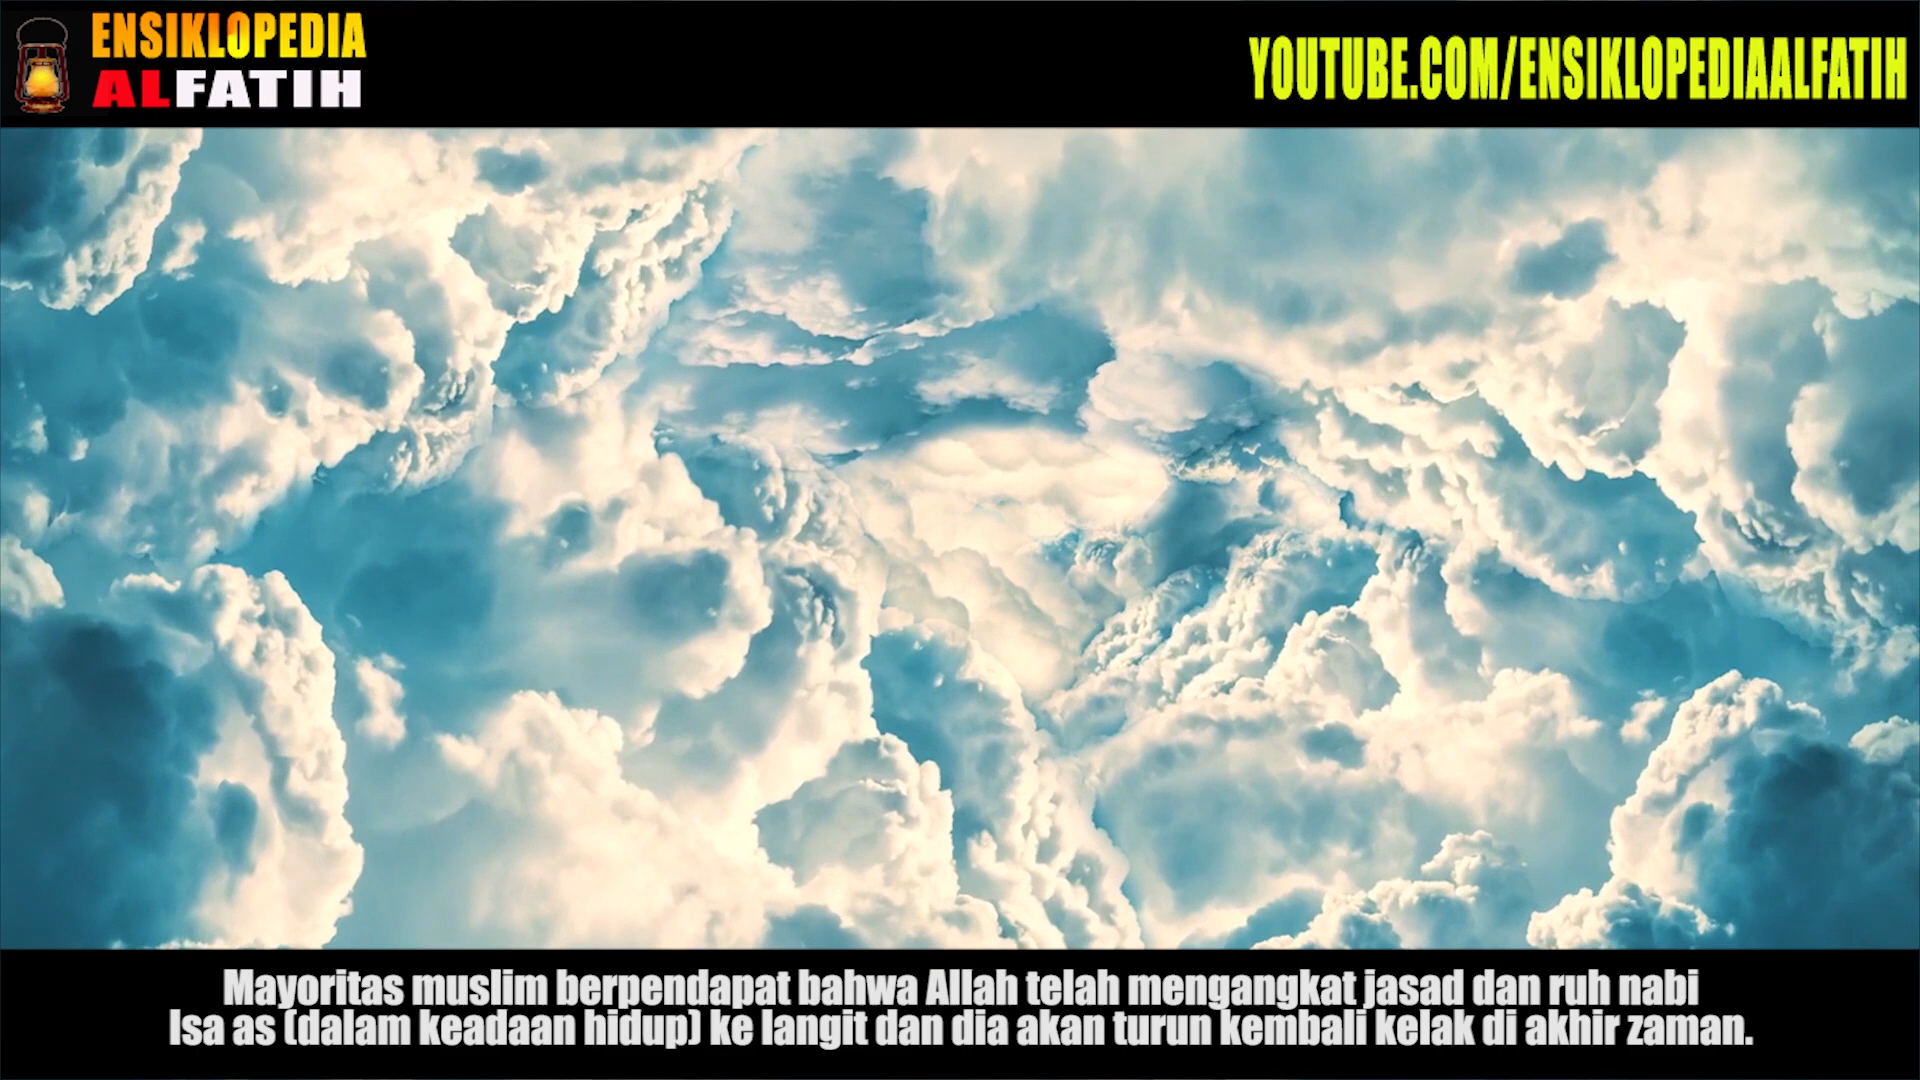 ENSIKLOPEDIA
ALFATIH
YOUTUBE.COM/ENSIKLOPEDIAALFATIH
Mayoritas muslim berpendapat bahwa Allah telah mengangkat jasad dan ruh nabi
Isa as (dalam keadaan hidup) ke langit dan dia akan turun kembali kelak di akhir zaman.